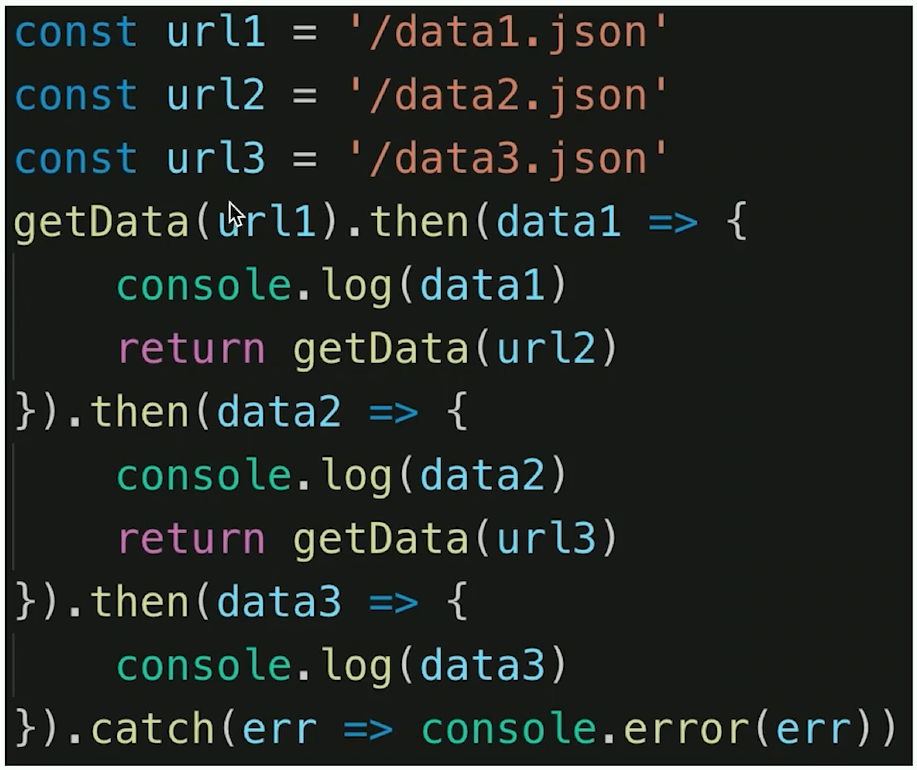 const url1 = '/data1.json'
const url2 = '/data2.json'
const url3 = '/data3.json'
getData(url1).then(data1 => {
    console.log(data1)
    return getData(url2)
}).then(data2 => {
    console.log(data2)
    return getData(url3)
}).then(data3 => {
    console.log(data3)
}).catch(err => console.error(err))